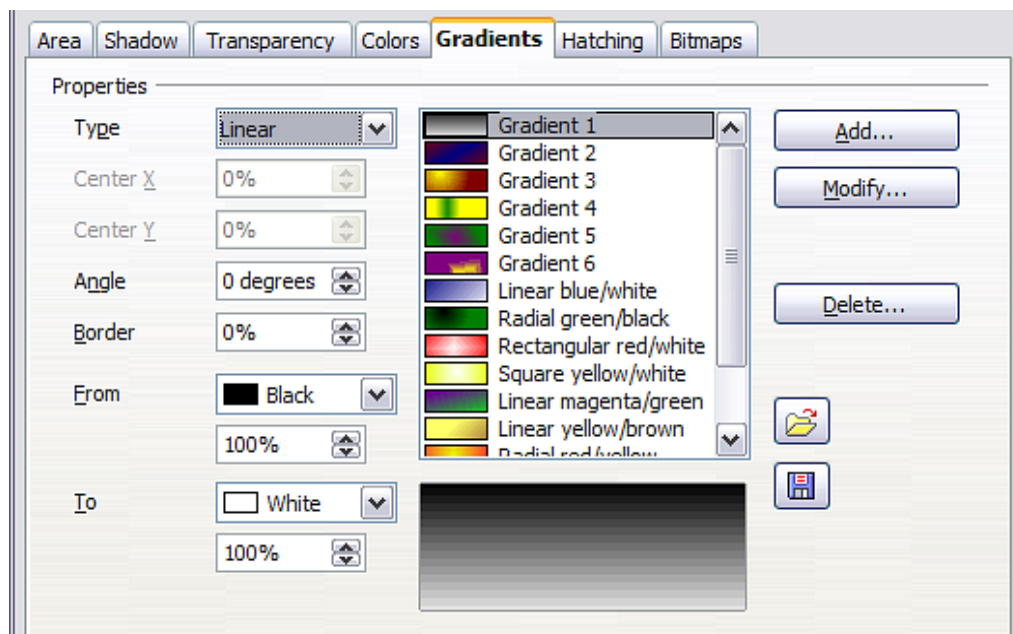 Area Shadow Transparency Colors Gradients Hatching Bitmaps
Properties
Type Linear
Center X 0%
Center Y 0%
Angle 0 degrees
Border 0%
From Black
100%
To White
100%
Gradient 1
Gradient 2
Gradient 3
Gradient 4
Gradient 5
Gradient 6
Linear blue/white
Radial green/black
Rectangular red/white
Square yellow/white
Linear magenta/green
Linear yellow/brown
Radial red/yellow
Add...
Modify...
Delete...